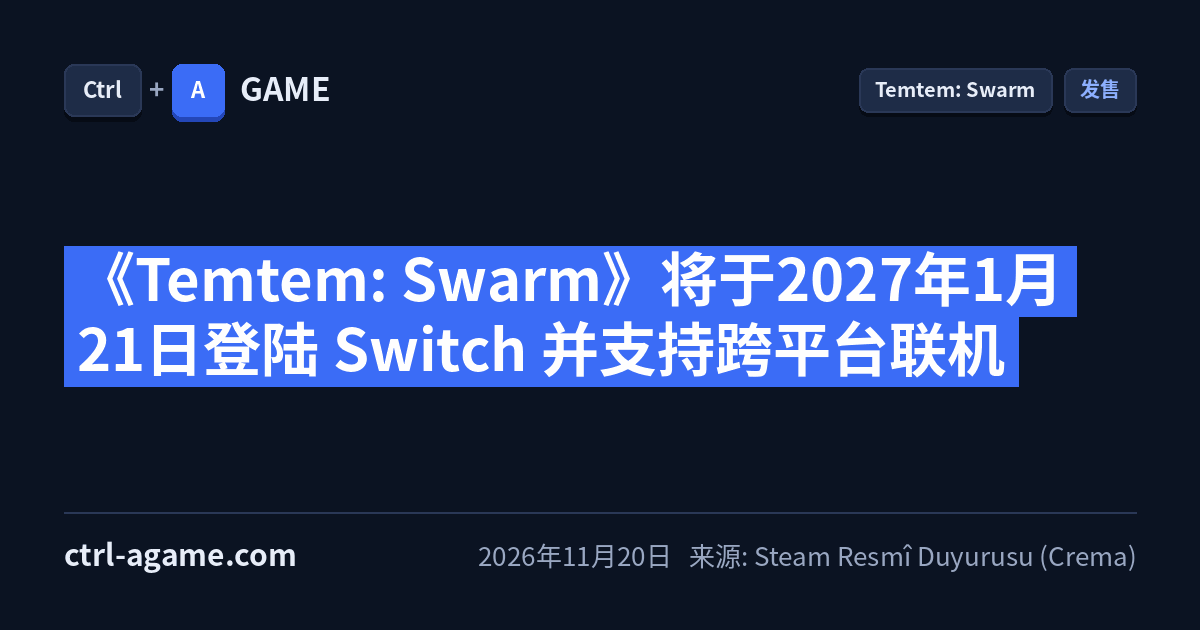 Ctrl + A GAME
Temtem: Swarm 发售
《Temtem: Swarm》将于2027年1月
21日登陆 Switch 并支持跨平台联机
ctrl-agame.com
2026年11月20日 来源: Steam Resmî Duyurusu (Crema)